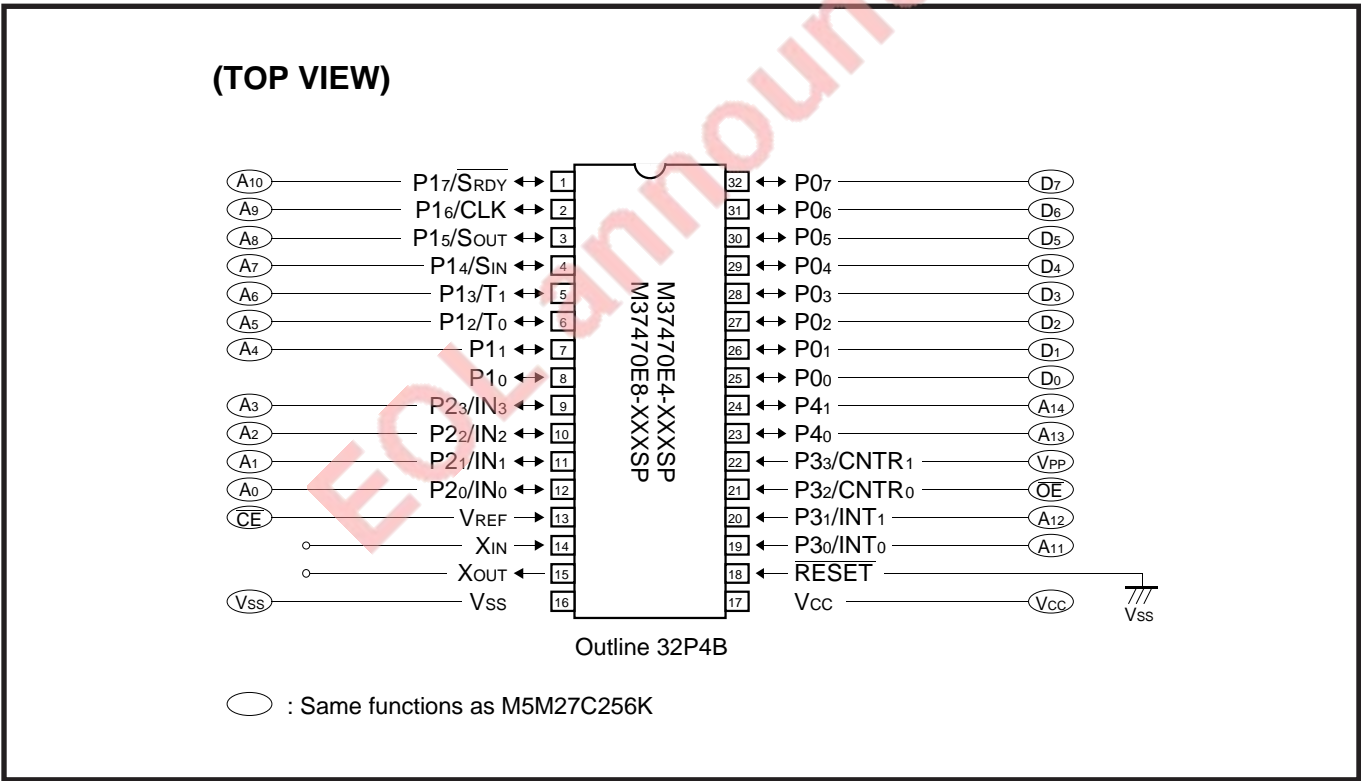 (TOP VIEW)
A10 P17/SRDY 1 32 P07 D7
A9 P16/CLK 2 31 P06 D6
A8 P15/SOUT 3 30 P05 D5
A7 P14/SIN 4 29 P04 D4
A6 P13/T1 5 28 P03 D3
A5 P12/T0 6 27 P02 D2
A4 P11 7 26 P01 D1
P10 8 25 P00 D0
A3 P23/IN3 9 24 P41 A14
A2 P22/IN2 10 23 P40 A13
A1 P21/IN1 11 22 P33/CNTR1 VPP
A0 P20/IN0 12 21 P32/CNTR0 OE
CE VREF 13 20 P31/INT1 A12
XIN 14 19 P30/INT0 A11
XOUT 15 18 RESET
VSS VSS 16 17 VCC VCC
VSS
M37470E4-XXXSP
M37470E8-XXXSP
Outline 32P4B
: Same functions as M5M27C256K
EOL announ